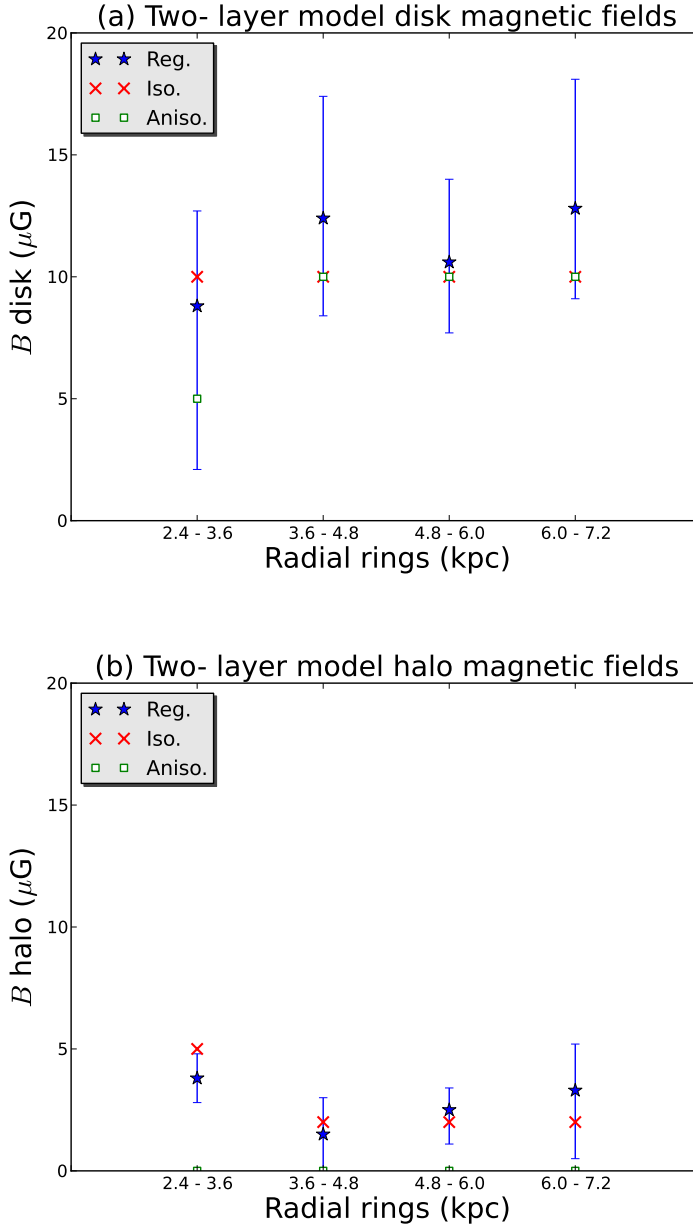 (a) Two- layer model disk magnetic fields
20
15
10
5
0
B disk (μG)
Reg.
Iso.
Aniso.
2.4 - 3.6
3.6 - 4.8
4.8 - 6.0
6.0 - 7.2
Radial rings (kpc)
(b) Two- layer model halo magnetic fields
20
15
10
5
0
B halo (μG)
Reg.
Iso.
Aniso.
2.4 - 3.6
3.6 - 4.8
4.8 - 6.0
6.0 - 7.2
Radial rings (kpc)